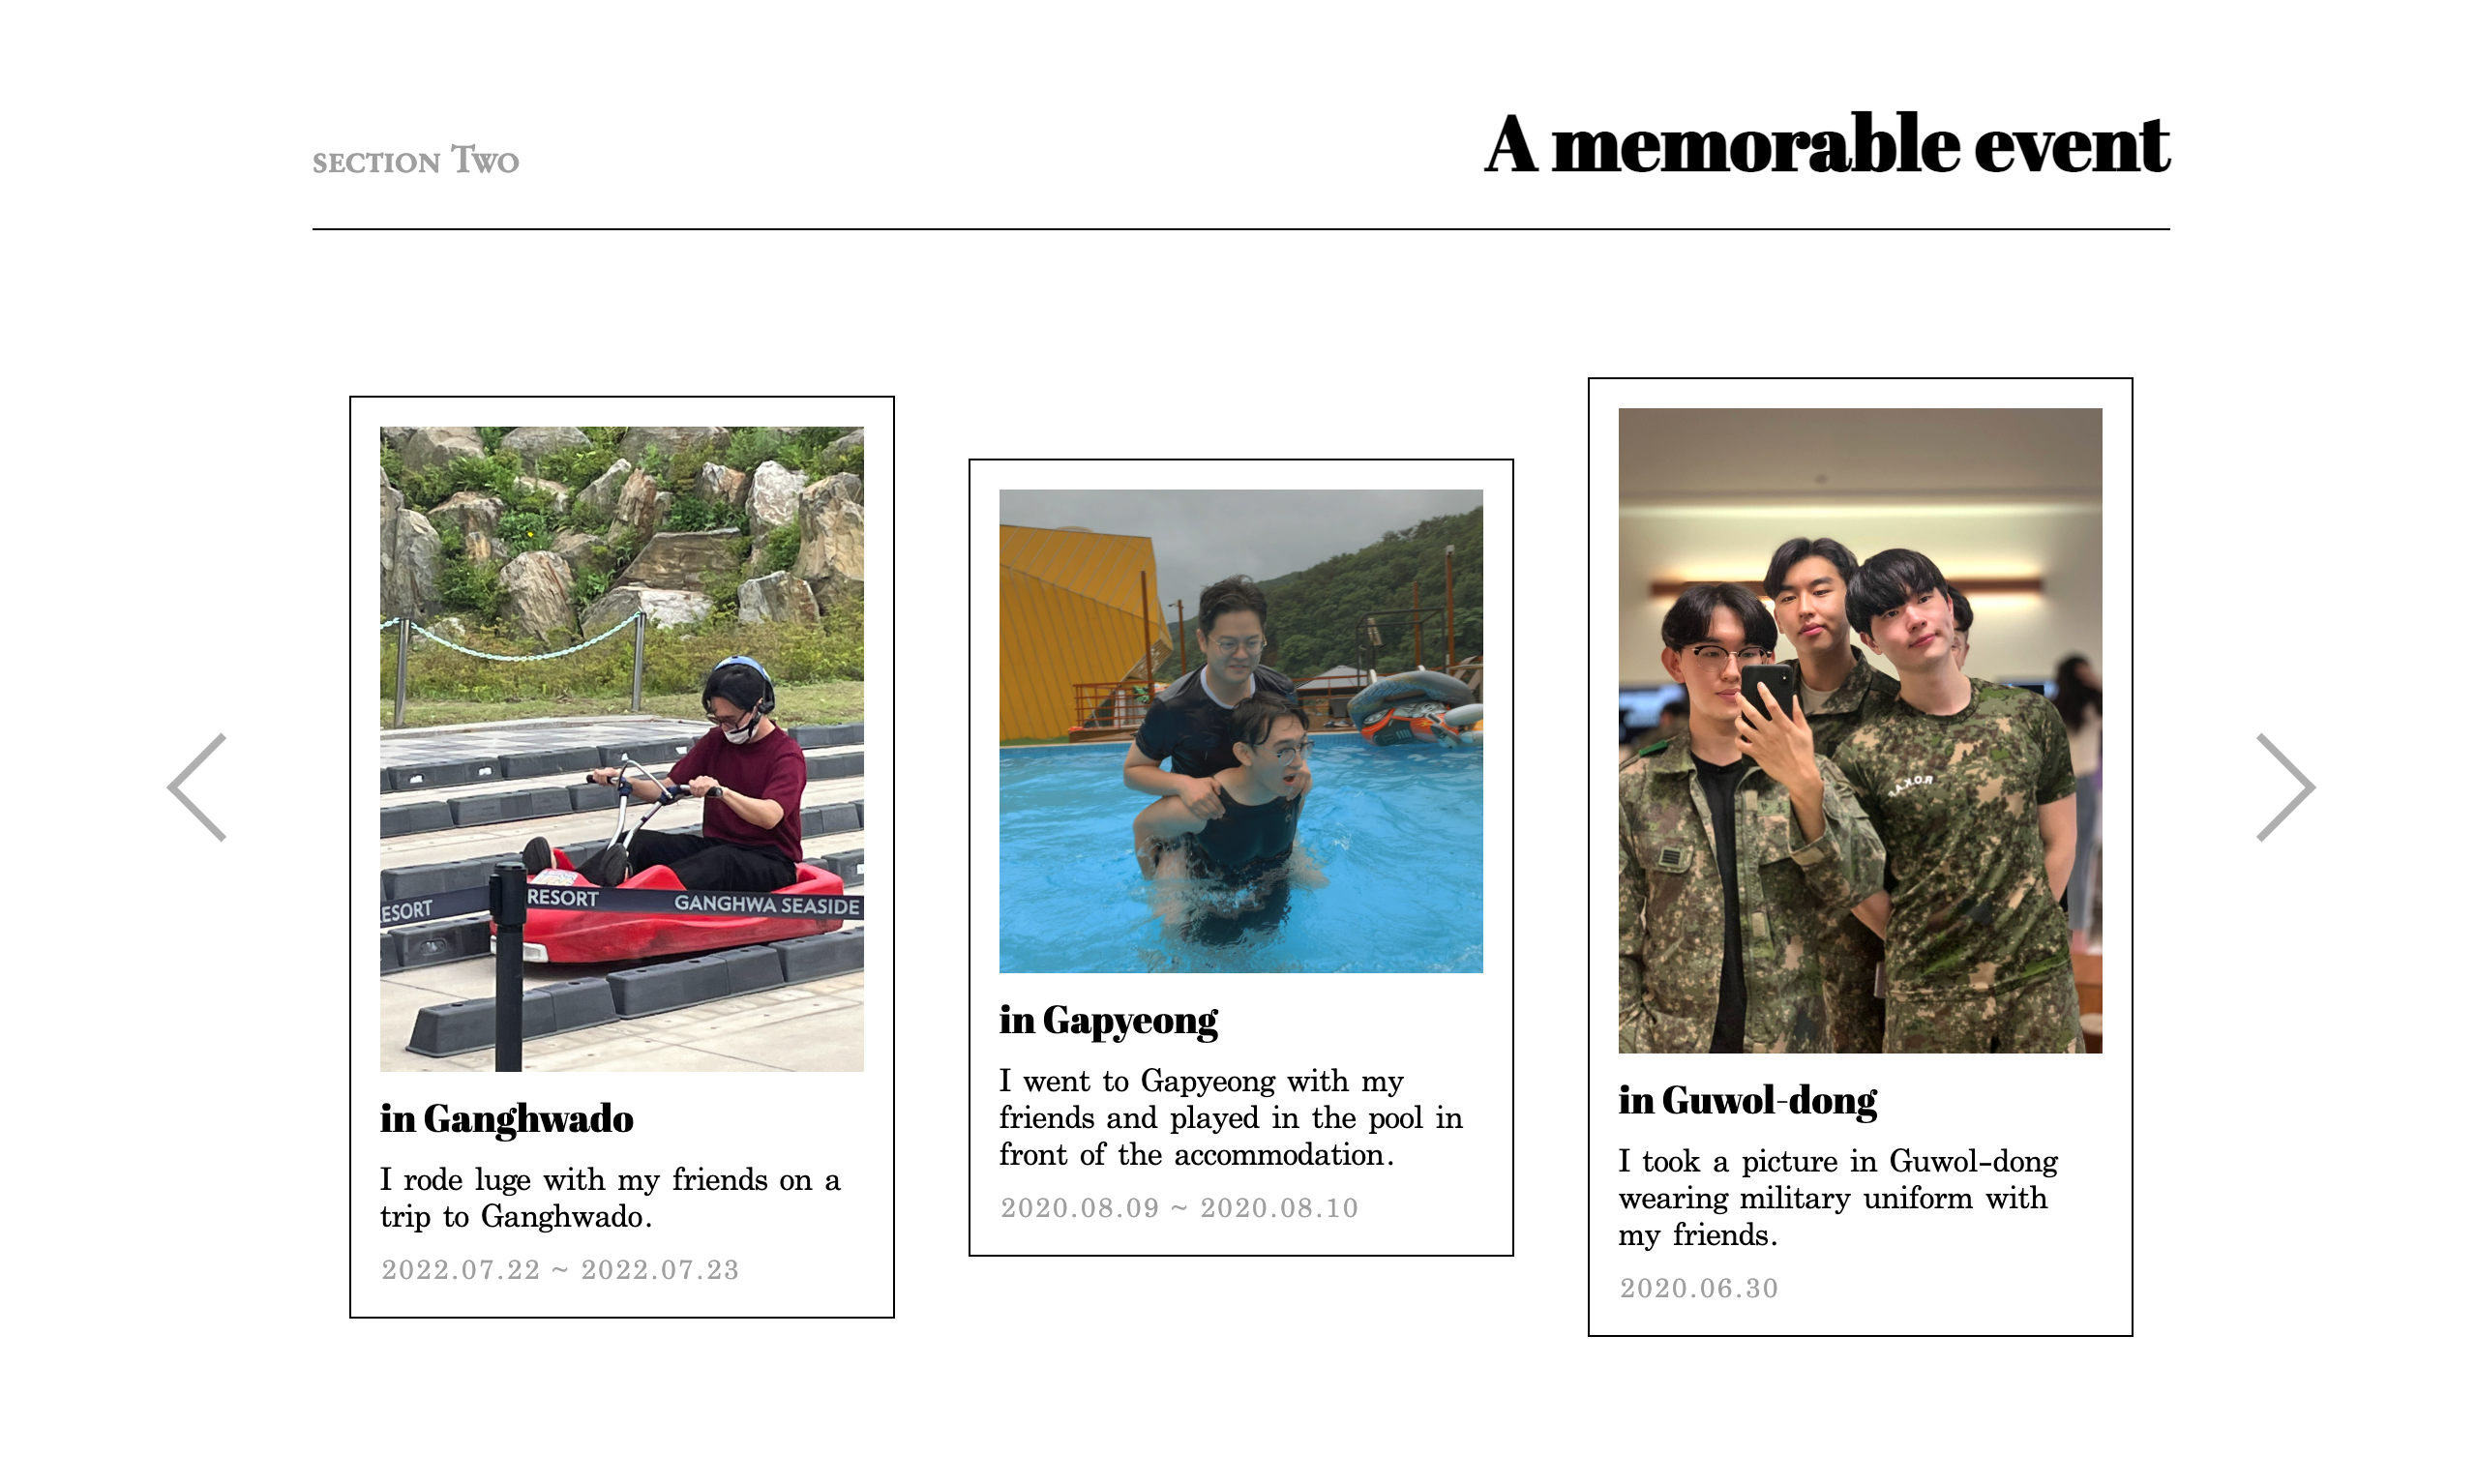 SECTION TWO
A memorable event
RESORT
GANGHWA SEASIDE
in Ganghwado
I rode luge with my friends on a
trip to Ganghwado.
2022.07.22 ~ 2022.07.23
in Gapyeong
I went to Gapyeong with my
friends and played in the pool in
front of the accommodation.
2020.08.09 ~ 2020.08.10
R.O.K.A
in Guwol-dong
I took a picture in Guwol-dong
wearing military uniform with
my friends.
2020.06.30